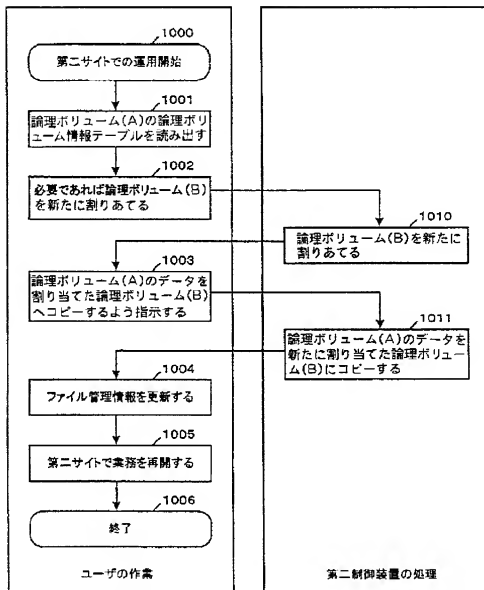 1000
第二サイトでの運用開始
1001
論理ボリューム(A)の論理ボリ
ューム情報テーブルを読み出す
1002
必要であれば論理ボリューム(B)
を新たに割りあてる
1010
論理ボリューム(B)を新たに
割りあてる
1003
論理ボリューム(A)のデータを
割り当てた論理ボリューム(B)
へコピーするよう指示する
1011
論理ボリューム(A)のデータを
新たに割り当てた論理ボリュー
ム(B)にコピーする
1004
ファイル管理情報を更新する
1005
第二サイトで業務を再開する
1006
終了
ユーザの作業
第二制御装置の処理